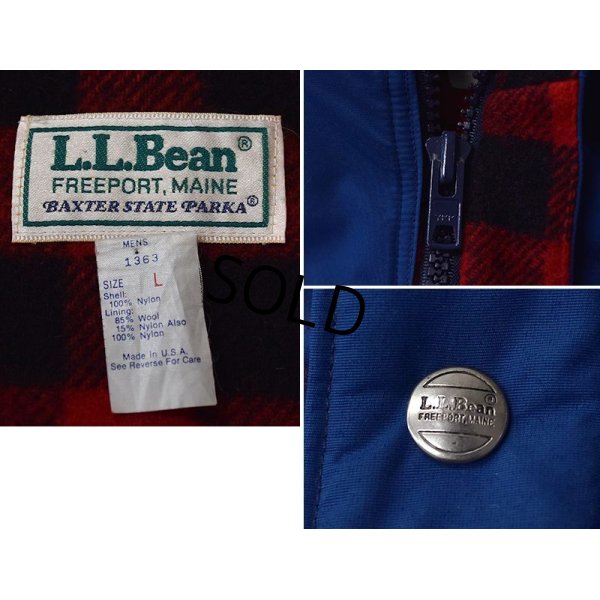 L.L.Bean®
FREEPORT, MAINE
BAXTER STATE PARKA®
MENS
1363
SIZE L
Shell:
100% Nylon
Lining:
85% Wool
15% Nylon Also
100% Nylon
Made in U.S.A.
See Reverse For Care
SOLD
YKK
L.L.Bean
FREEPORT, MAINE